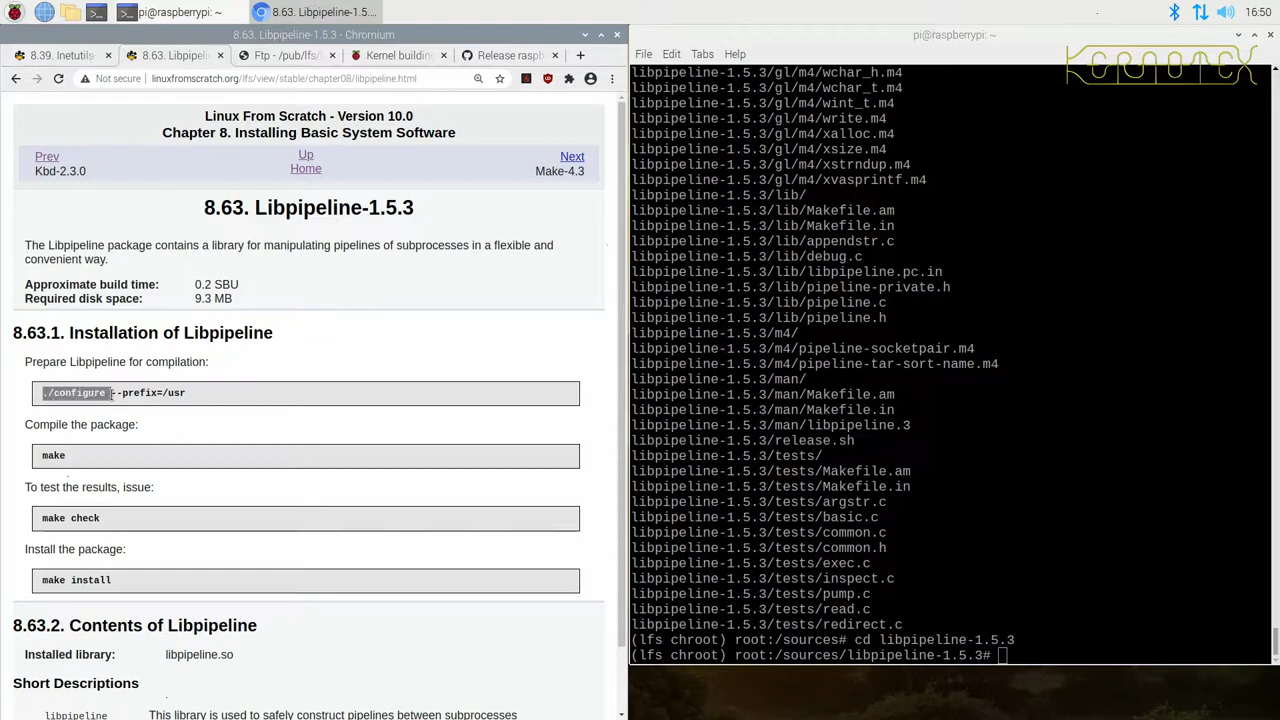 pi@raspberrypi: ~
8.63. Libpipeline-1.5...
16:50
8.63. Libpipeline-1.5.3 - Chromium
8.39. Inetutils-
8.63. Libpipelin
Ftp - /pub/lfs/
Kernel building
Release raspb
Not secure
linuxfromscratch.org/lfs/view/stable/chapter08/libpipeline.html
Linux From Scratch - Version 10.0
Chapter 8. Installing Basic System Software
Prev
Up
Next
Kbd-2.3.0
Home
Make-4.3
8.63. Libpipeline-1.5.3
The Libpipeline package contains a library for manipulating pipelines of subprocesses in a flexible and
convenient way.
Approximate build time: 0.2 SBU
Required disk space: 9.3 MB
8.63.1. Installation of Libpipeline
Prepare Libpipeline for compilation:
./configure --prefix=/usr
Compile the package:
make
To test the results, issue:
make check
Install the package:
make install
8.63.2. Contents of Libpipeline
Installed library: libpipeline.so
Short Descriptions
libpipeline This library is used to safely construct pipelines between subprocesses
pi@raspberrypi: ~
File Edit Tabs Help
KERNOTEX
libpipeline-1.5.3/gl/m4/wchar_h.m4
libpipeline-1.5.3/gl/m4/wchar_t.m4
libpipeline-1.5.3/gl/m4/wint_t.m4
libpipeline-1.5.3/gl/m4/write.m4
libpipeline-1.5.3/gl/m4/xalloc.m4
libpipeline-1.5.3/gl/m4/xsize.m4
libpipeline-1.5.3/gl/m4/xstrndup.m4
libpipeline-1.5.3/gl/m4/xvasprintf.m4
libpipeline-1.5.3/lib/
libpipeline-1.5.3/lib/Makefile.am
libpipeline-1.5.3/lib/Makefile.in
libpipeline-1.5.3/lib/appendstr.c
libpipeline-1.5.3/lib/debug.c
libpipeline-1.5.3/lib/libpipeline.pc.in
libpipeline-1.5.3/lib/pipeline-private.h
libpipeline-1.5.3/lib/pipeline.c
libpipeline-1.5.3/lib/pipeline.h
libpipeline-1.5.3/m4/
libpipeline-1.5.3/m4/pipeline-socketpair.m4
libpipeline-1.5.3/m4/pipeline-tar-sort-name.m4
libpipeline-1.5.3/man/
libpipeline-1.5.3/man/Makefile.am
libpipeline-1.5.3/man/Makefile.in
libpipeline-1.5.3/man/libpipeline.3
libpipeline-1.5.3/release.sh
libpipeline-1.5.3/tests/
libpipeline-1.5.3/tests/Makefile.am
libpipeline-1.5.3/tests/Makefile.in
libpipeline-1.5.3/tests/argstr.c
libpipeline-1.5.3/tests/basic.c
libpipeline-1.5.3/tests/common.c
libpipeline-1.5.3/tests/common.h
libpipeline-1.5.3/tests/exec.c
libpipeline-1.5.3/tests/inspect.c
libpipeline-1.5.3/tests/pump.c
libpipeline-1.5.3/tests/read.c
libpipeline-1.5.3/tests/redirect.c
(lfs chroot) root:/sources# cd libpipeline-1.5.3
(lfs chroot) root:/sources/libpipeline-1.5.3#